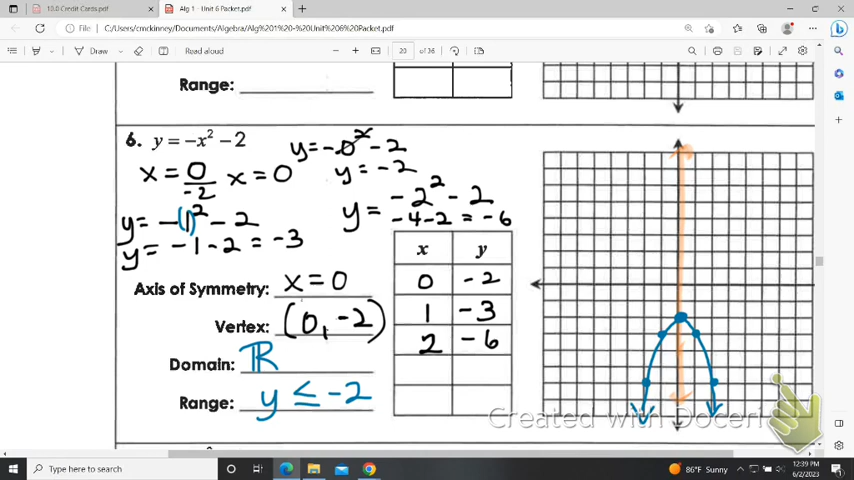 10.0 Credit Cards.pdf
Alg 1 - Unit 6 Packet.pdf
File
C:/Users/cmckinney/Documents/Algebra/Alg%201%20-%20Unit%206%20Packet.pdf
Draw
Read aloud
20 of 36
Range:
6. y = -x² - 2
y = -0² - 2
x = 0/-2 x = 0
y = -2
y = -(1)² - 2
y = -2² - 2
y = -1 - 2 = -3
-4 - 2 = -6
x y
0 -2
1 -3
2 -6
Axis of Symmetry: x = 0
Vertex: (0, -2)
Domain: ℝ
Range: y ≤ -2
Created with Doceri
Type here to search
86°F Sunny
12:39 PM
6/2/2023